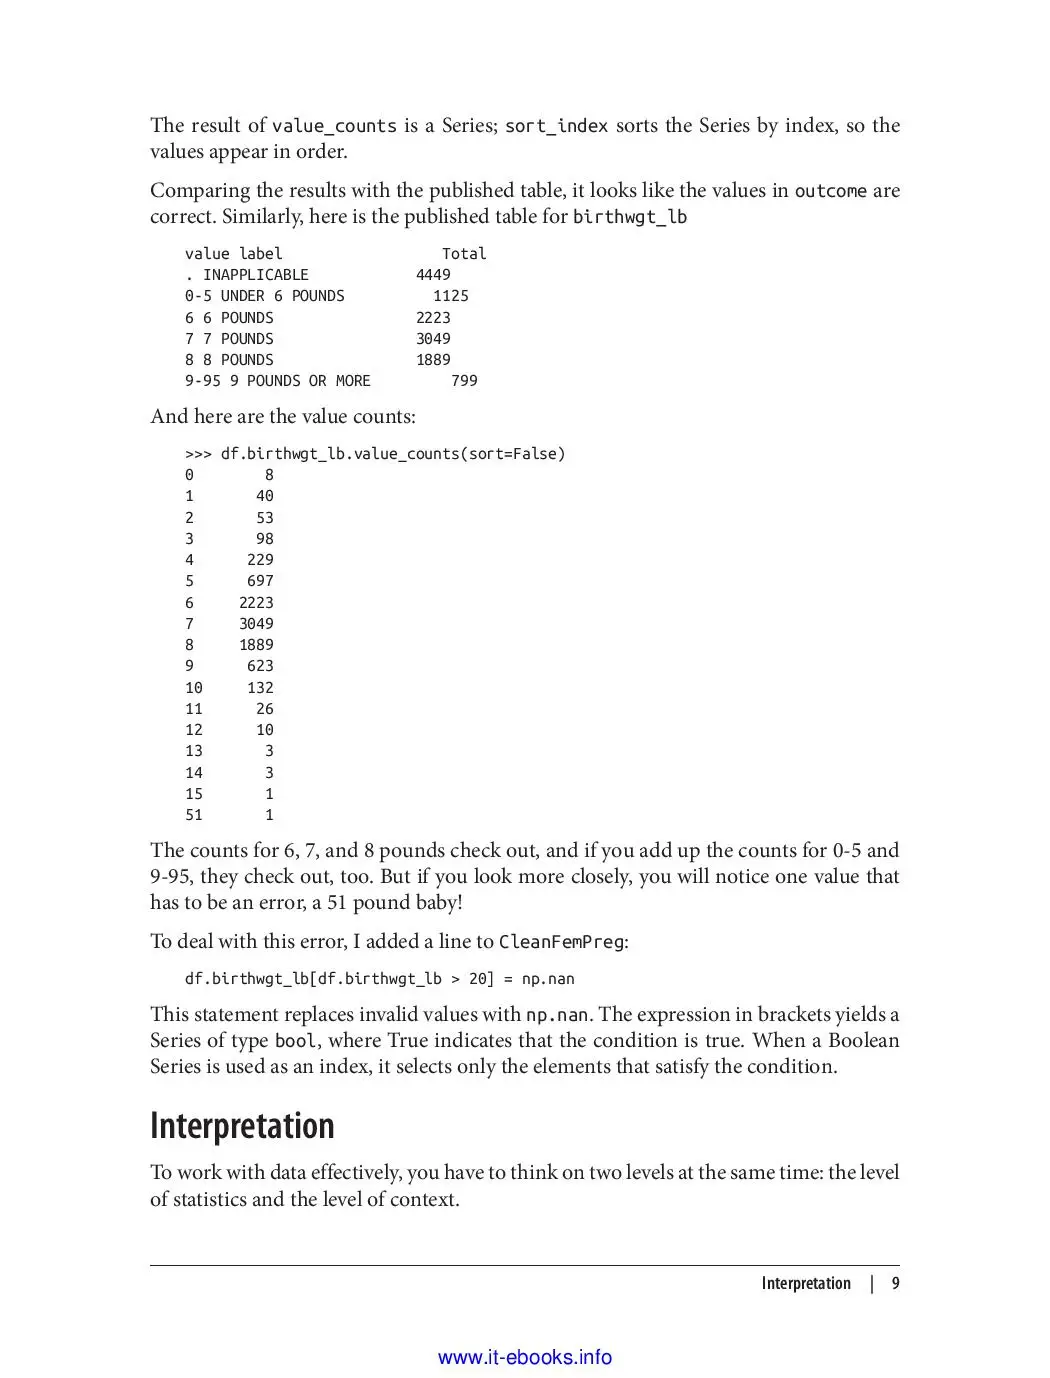 The result of value_counts is a Series; sort_index sorts the Series by index, so the
values appear in order.
Comparing the results with the published table, it looks like the values in outcome are
correct. Similarly, here is the published table for birthwgt_lb
value label Total
. INAPPLICABLE 4449
0-5 UNDER 6 POUNDS 1125
6 6 POUNDS 2223
7 7 POUNDS 3049
8 8 POUNDS 1889
9-95 9 POUNDS OR MORE 799
And here are the value counts:
>>> df.birthwgt_lb.value_counts(sort=False)
0 8
1 40
2 53
3 98
4 229
5 697
6 2223
7 3049
8 1889
9 623
10 132
11 26
12 10
13 3
14 3
15 1
51 1
The counts for 6, 7, and 8 pounds check out, and if you add up the counts for 0-5 and
9-95, they check out, too. But if you look more closely, you will notice one value that
has to be an error, a 51 pound baby!
To deal with this error, I added a line to CleanFemPreg:
df.birthwgt_lb[df.birthwgt_lb > 20] = np.nan
This statement replaces invalid values with np.nan. The expression in brackets yields a
Series of type bool, where True indicates that the condition is true. When a Boolean
Series is used as an index, it selects only the elements that satisfy the condition.
Interpretation
To work with data effectively, you have to think on two levels at the same time: the level
of statistics and the level of context.
Interpretation | 9
www.it-ebooks.info